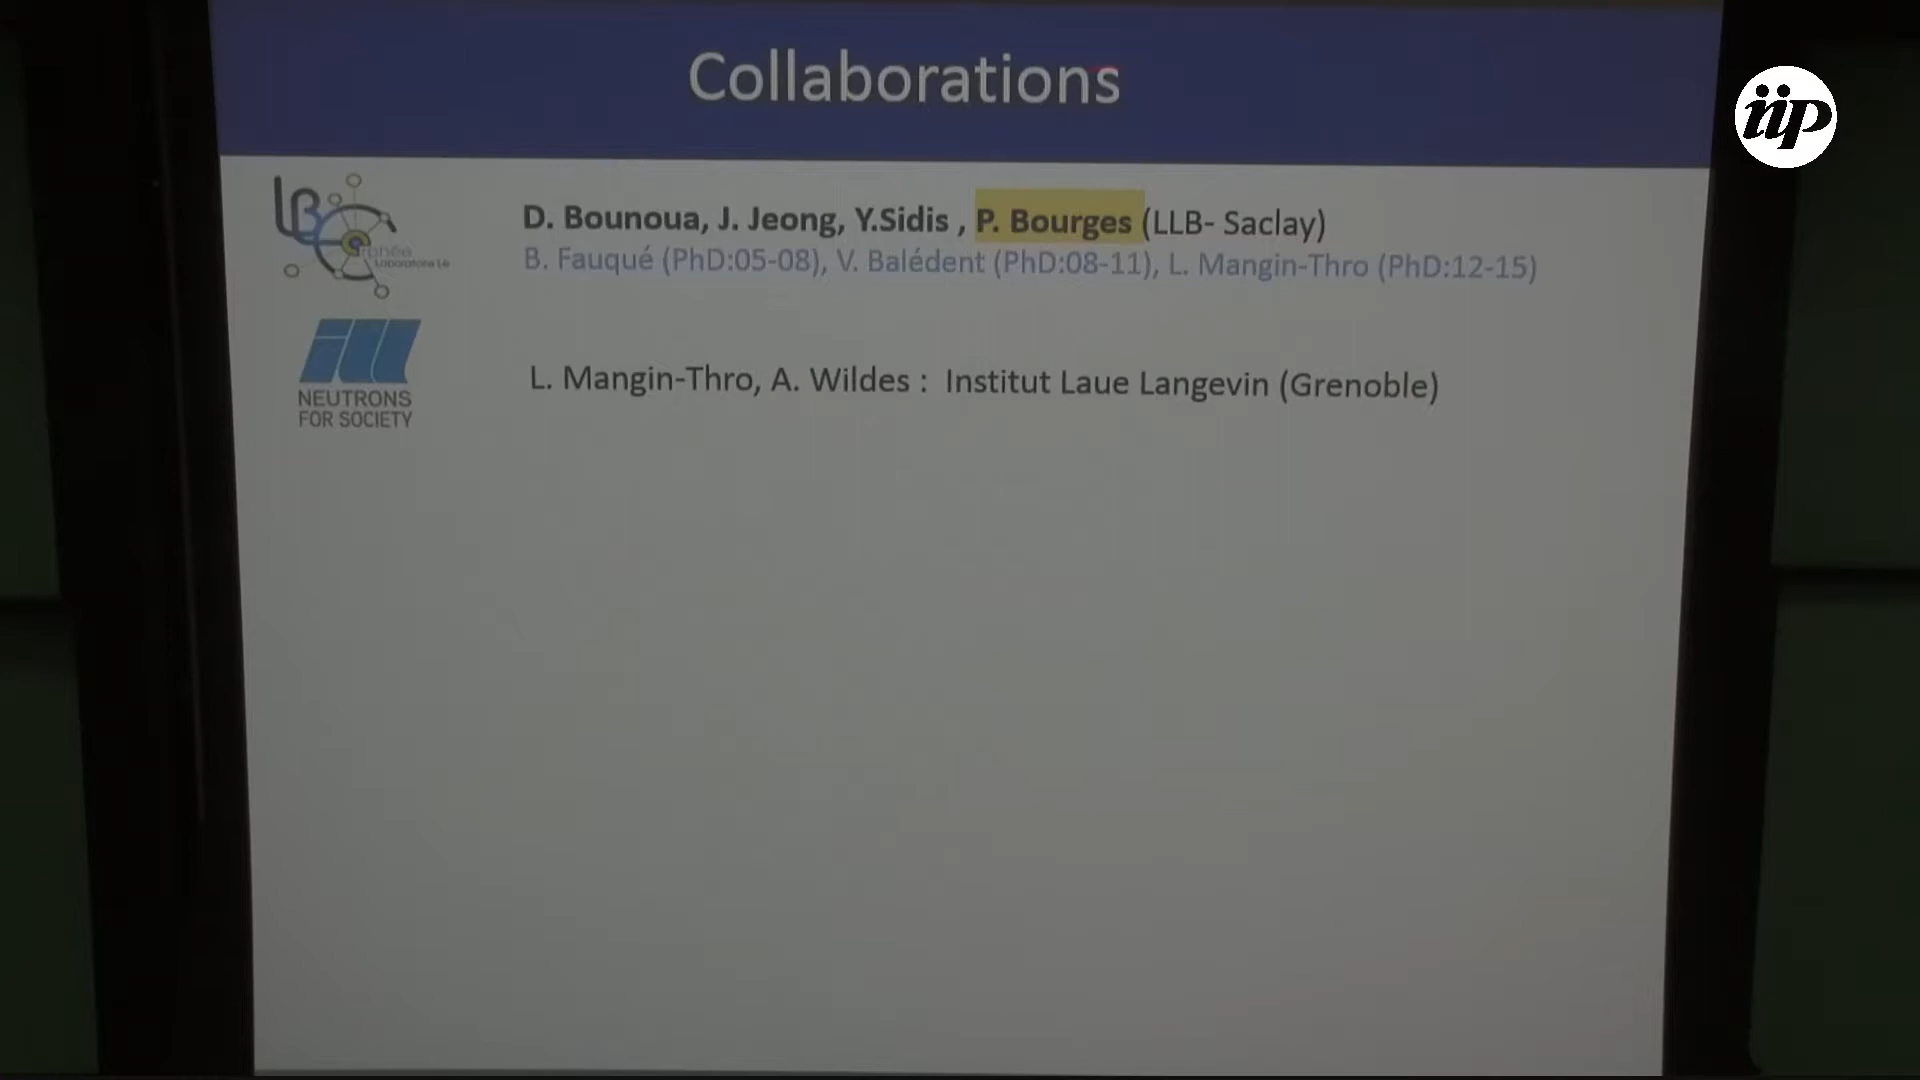 Collaborations
iip
D. Bounoua, J. Jeong, Y.Sidis , P. Bourges (LLB- Saclay)
B. Fauqué (PhD:05-08), V. Balédent (PhD:08-11), L. Mangin-Thro (PhD:12-15)
NEUTRONS
FOR SOCIETY
L. Mangin-Thro, A. Wildes : Institut Laue Langevin (Grenoble)